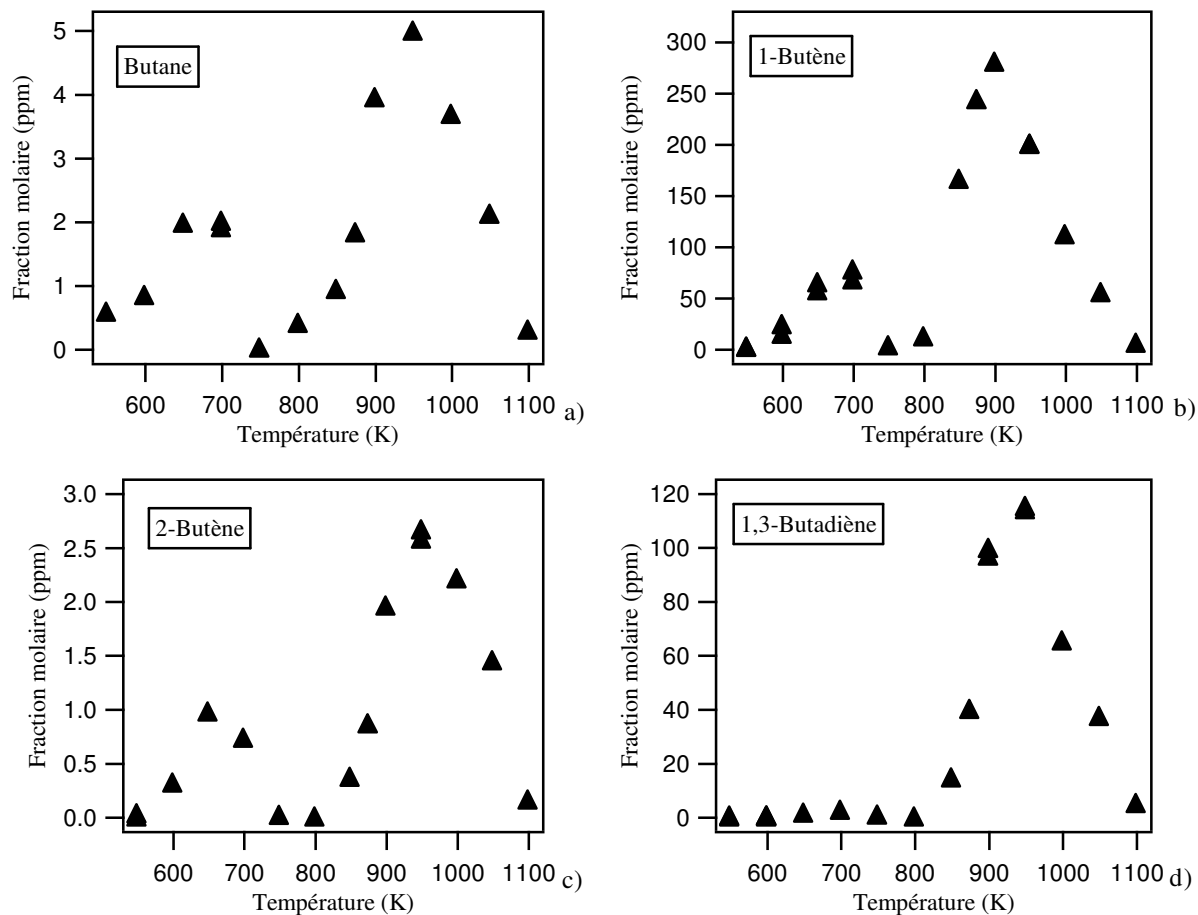 Butane
Fraction molaire (ppm)
5
4
3
2
1
0
600 700 800 900 1000 1100
Température (K)
a)
1-Butène
Fraction molaire (ppm)
300
250
200
150
100
50
0
600 700 800 900 1000 1100
Température (K)
b)
2-Butène
Fraction molaire (ppm)
3.0
2.5
2.0
1.5
1.0
0.5
0.0
600 700 800 900 1000 1100
Température (K)
c)
1,3-Butadiène
Fraction molaire (ppm)
120
100
80
60
40
20
0
600 700 800 900 1000 1100
Température (K)
d)